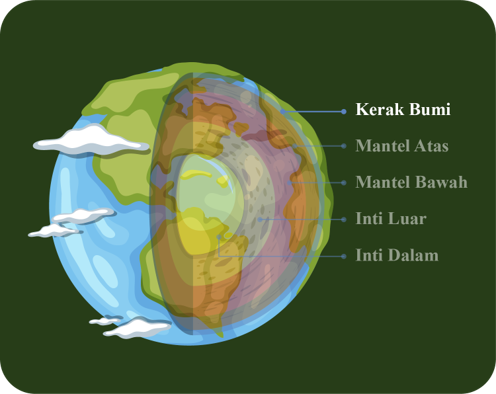 Kerak Bumi
Mantel Atas
Mantel Bawah
Inti Luar
Inti Dalam